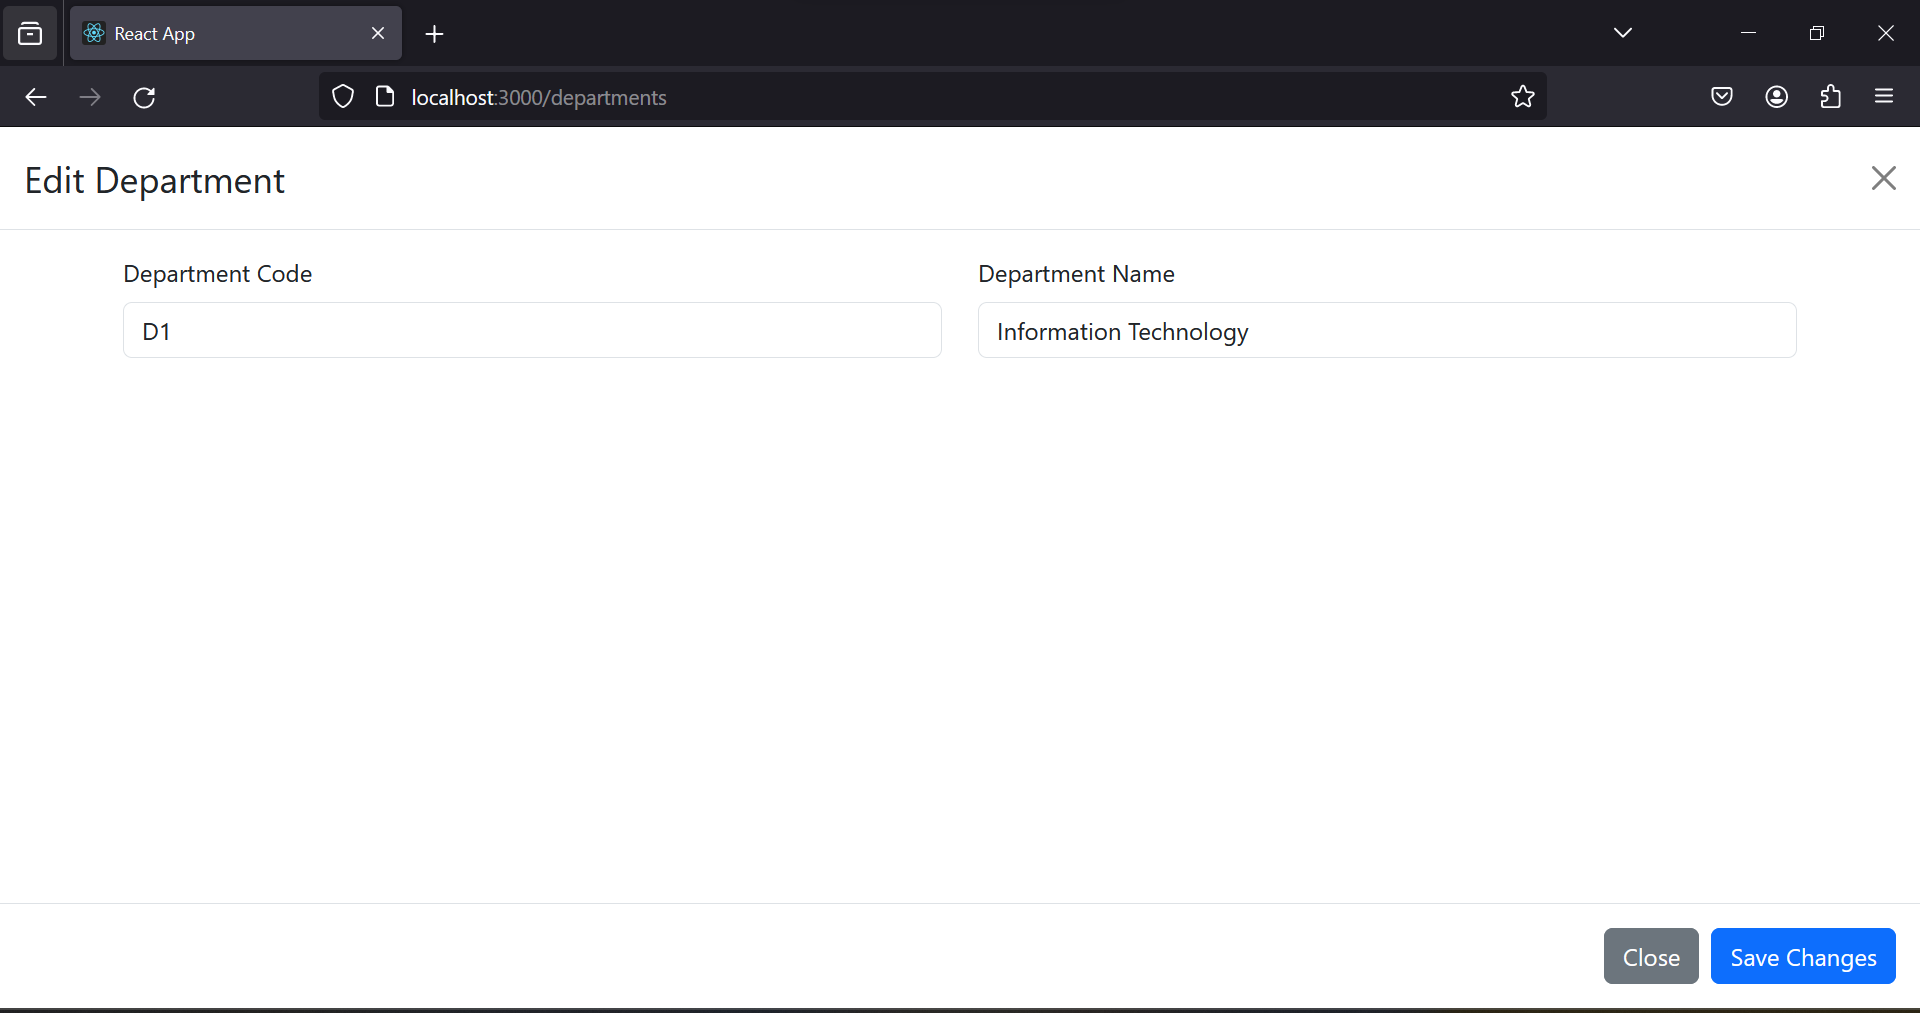 React App
localhost:3000/departments
Edit Department
Department Code
Department Name
D1
Information Technology
Close
Save Changes